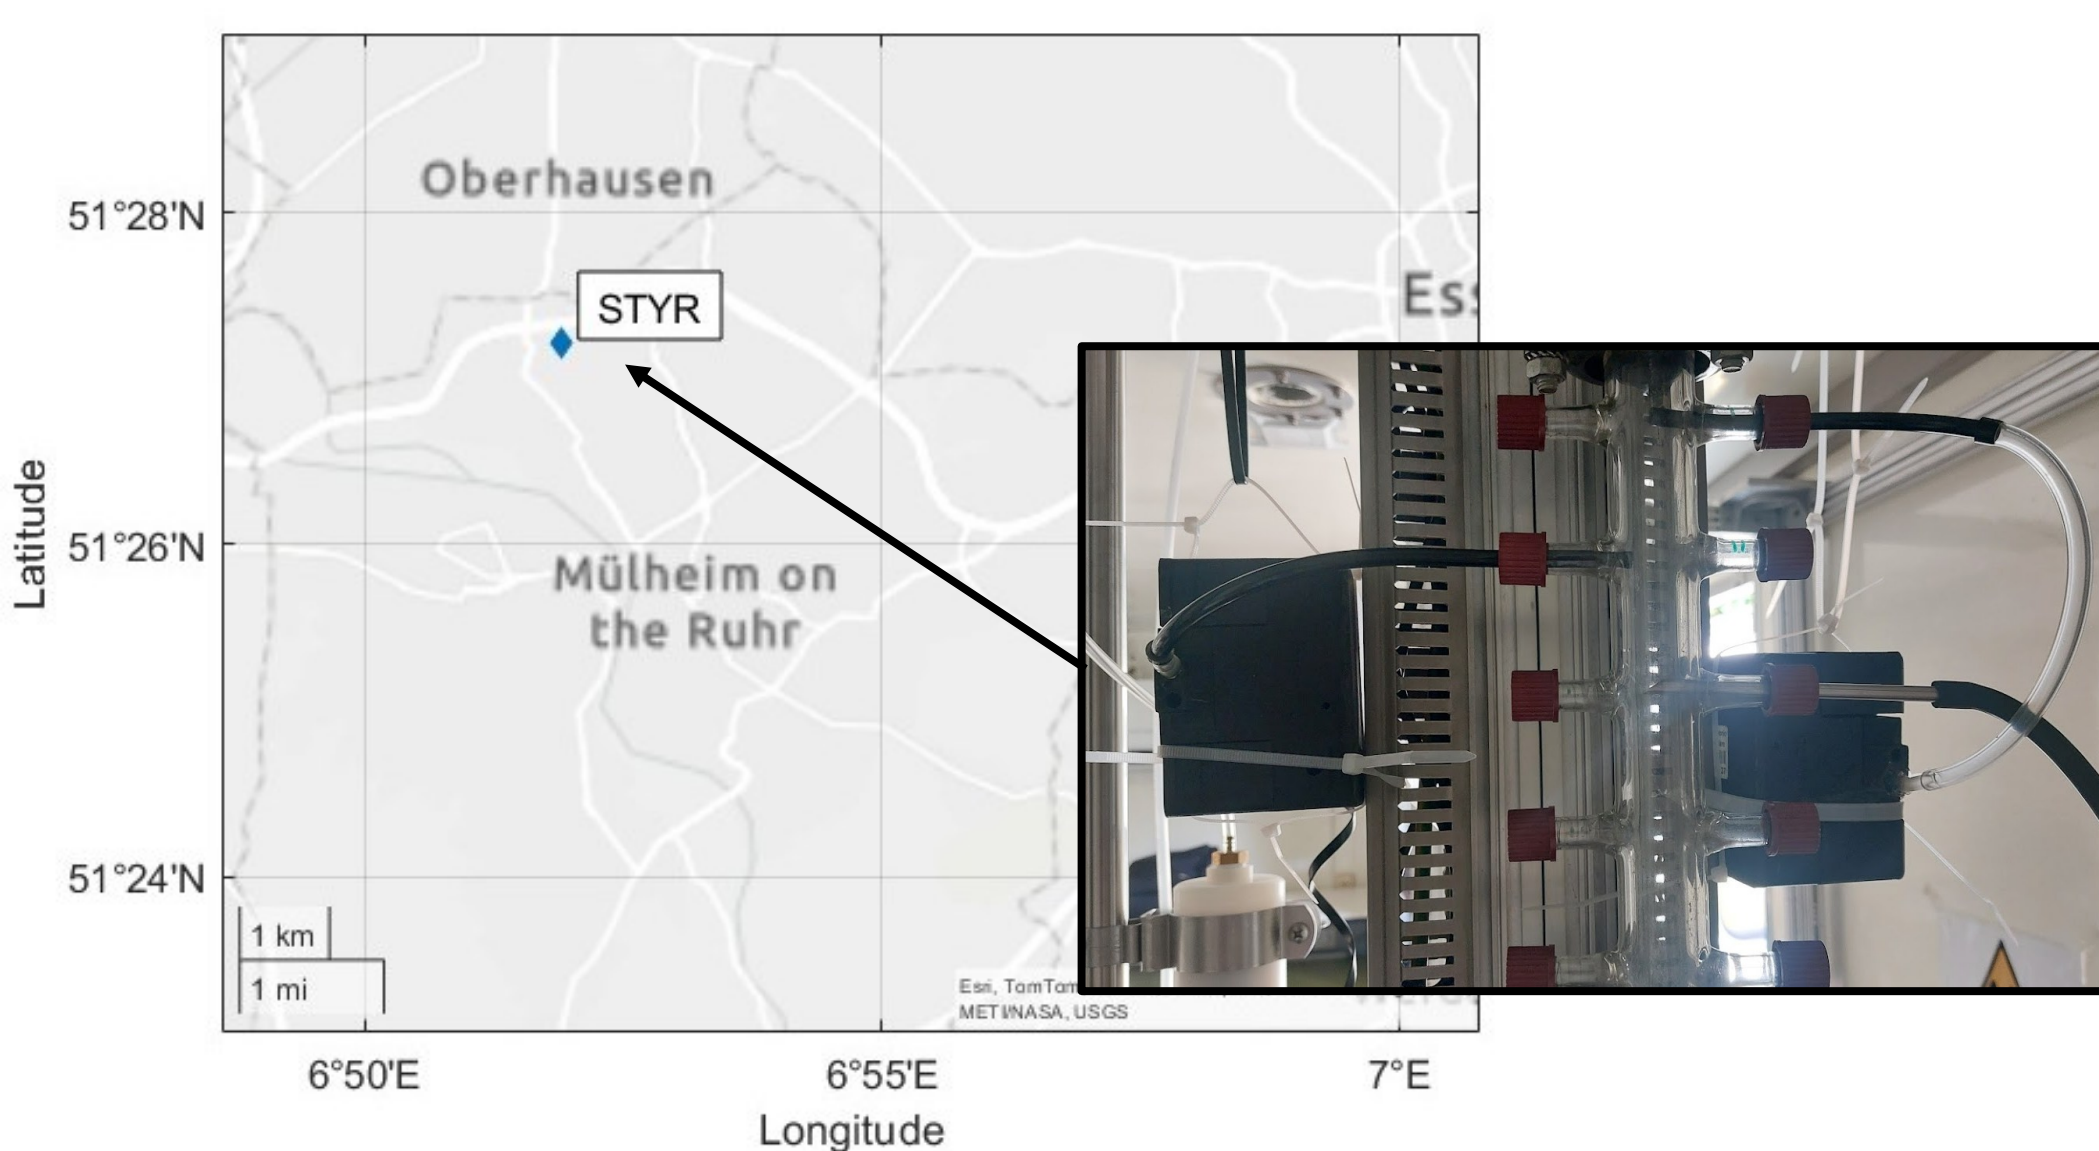 Oberhausen
51°28'N
STYR
Ess
Latitude
51°26'N
Mülheim on
the Ruhr
51°24'N
1 km
1 mi
Esri, TomTom
METI/NASA, USGS
6°50'E
6°55'E
7°E
Longitude